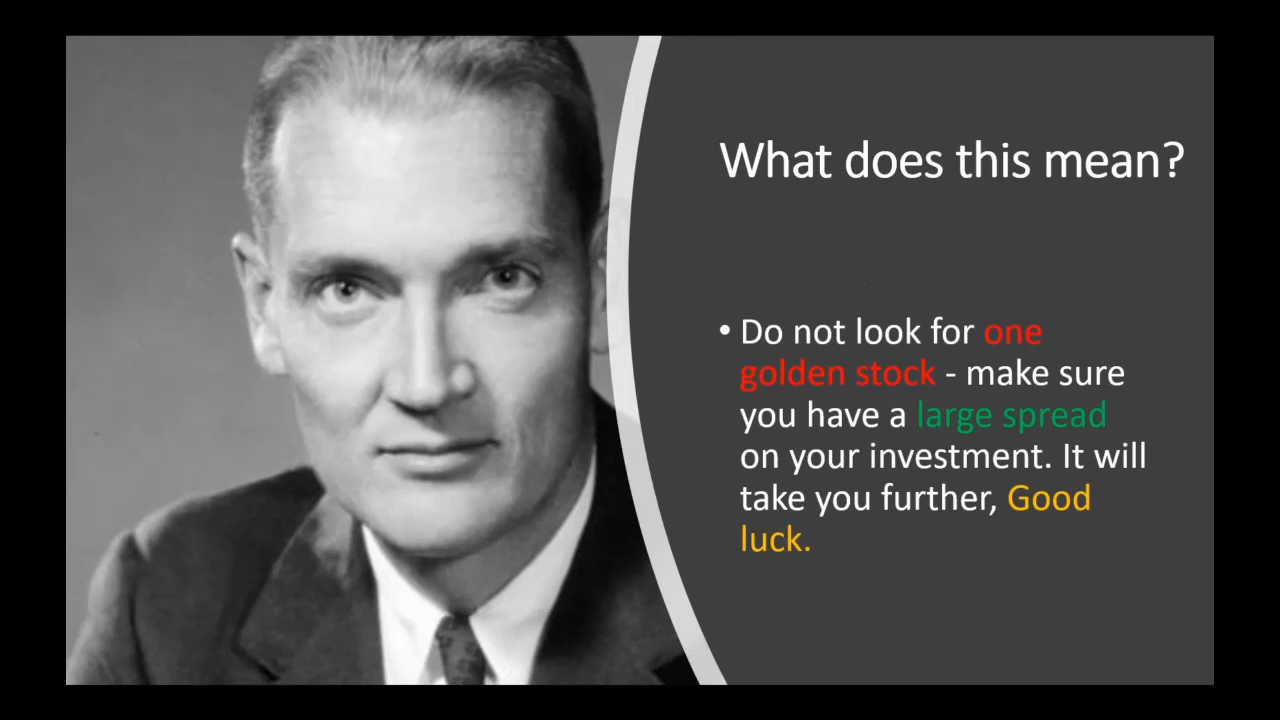 What does this mean?
• Do not look for one
golden stock - make sure
you have a large spread
on your investment. It will
take you further, Good
luck.